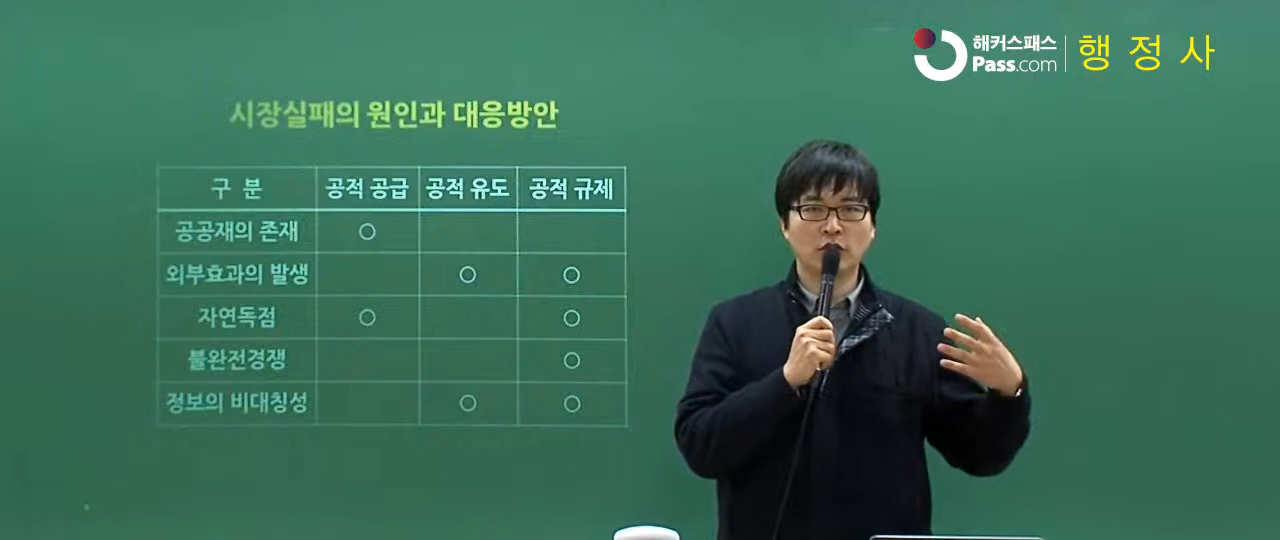 해커스패스
Pass.com
행정사
시장실패의 원인과 대응방안
구 분 공적 공급 공적 유도 공적 규제
공공재의 존재 ○
외부효과의 발생 ○ ○
자연독점 ○ ○
불완전경쟁 ○
정보의 비대칭성 ○ ○